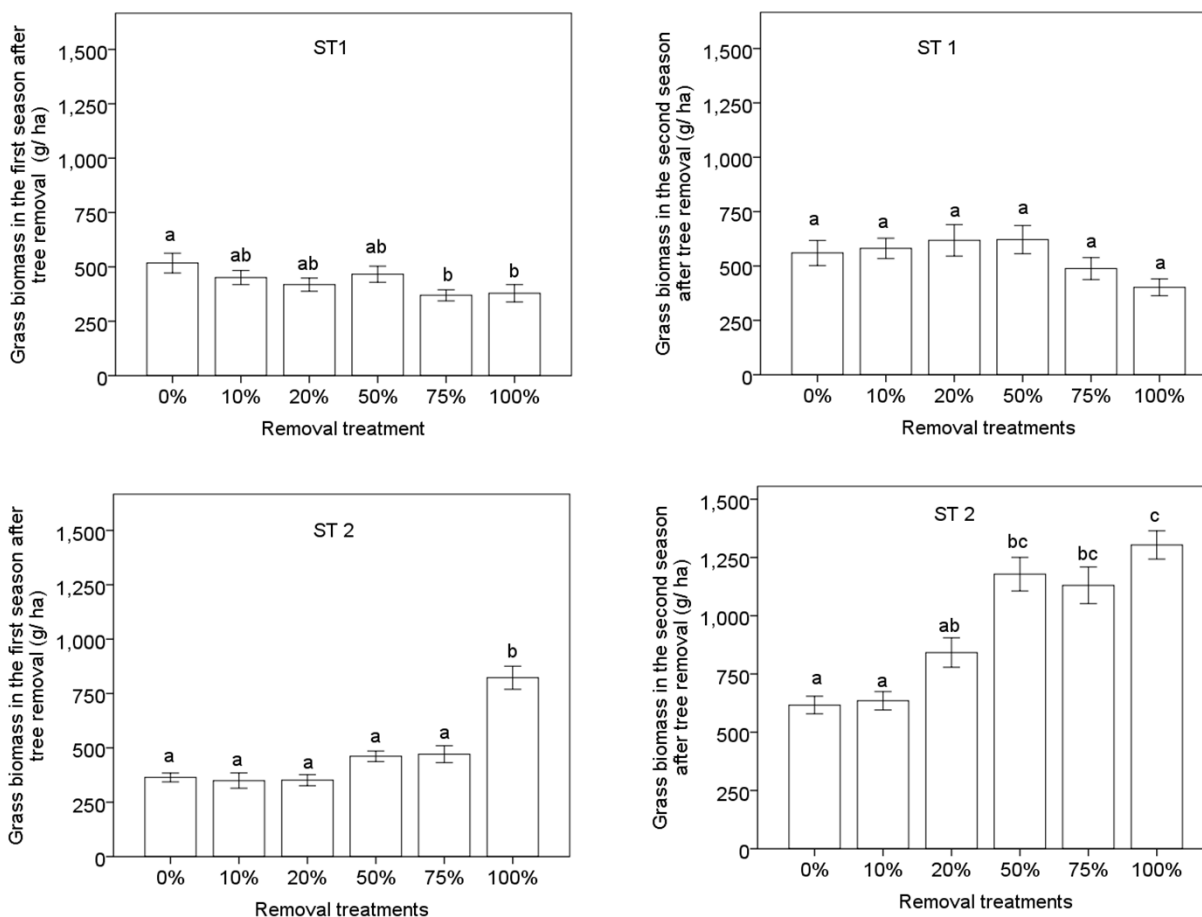 Grass biomass in the first season after
tree removal (g/ ha)
ST1
1,500
1,250
1,000
750
500
250
0
a
ab
ab
ab
b
b
0% 10% 20% 50% 75% 100%
Removal treatment
Grass biomass in the second season
after tree removal (g/ ha)
ST 1
1,500
1,250
1,000
750
500
250
0
a
a
a
a
a
a
0% 10% 20% 50% 75% 100%
Removal treatments
Grass biomass in the first season after
tree removal (g/ ha)
ST 2
1,500
1,250
1,000
750
500
250
0
a
a
a
a
a
b
0% 10% 20% 50% 75% 100%
Removal treatments
Grass biomass in the second season
after tree removal (g/ ha)
ST 2
1,500
1,250
1,000
750
500
250
0
a
a
ab
bc
bc
c
0% 10% 20% 50% 75% 100%
Removal treatments